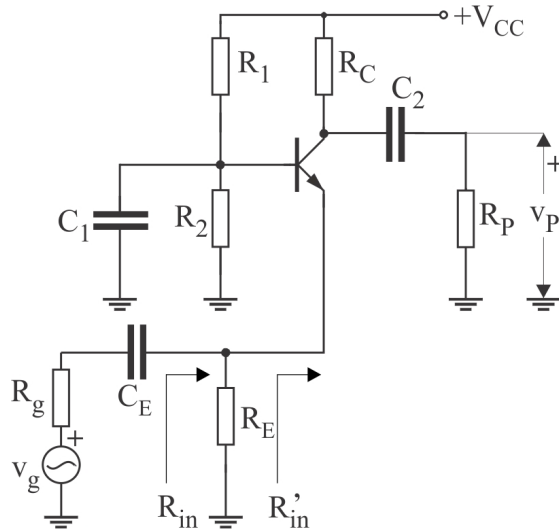 +V_CC
R_1
R_C
C_2
C_1
R_2
R_P
+
v_P
R_g
C_E
+
v_g
R_in
R_E
R_in'